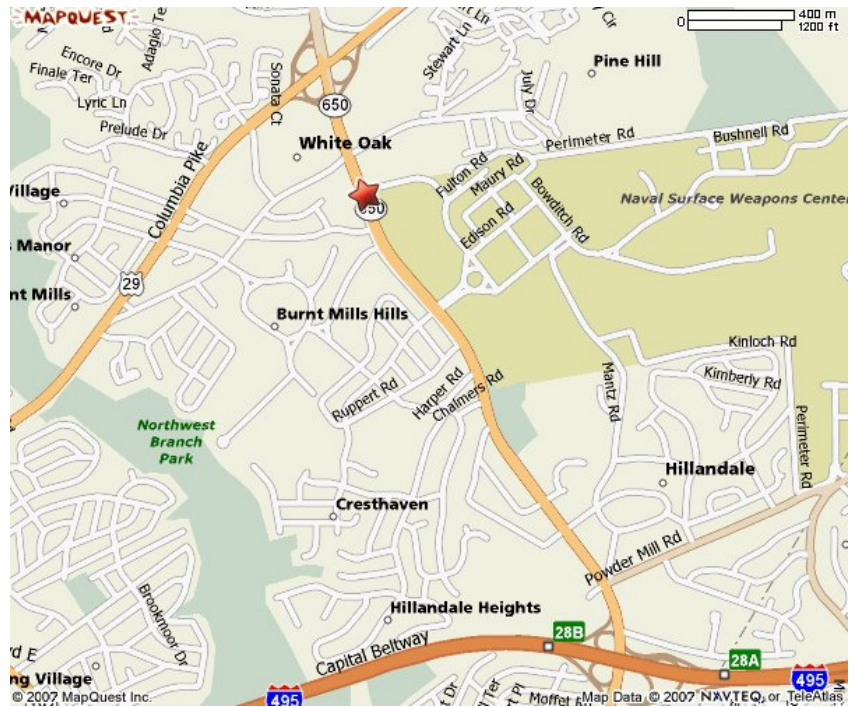 MAPQUEST
400 m
0
1200 ft
Adagio Ter
Encore Dr
Finale Ter
Lyric Ln
Prelude Dr
Sonata Ct
Stewart Ln
July Dr
Pine Hill
650
White Oak
Perimeter Rd
Bushnell Rd
Columbia Pike
Fulton Rd
Maury Rd
Bowditch Rd
Edison Rd
Naval Surface Weapons Center
Village
Manor
29
nt Mills
Burnt Mills Hills
Kinloch Rd
Kimberly Rd
Mantz Rd
Ruppert Rd
Harper Rd
Chalmers Rd
Perimeter Rd
Northwest
Branch
Park
Hillandale
Cresthaven
Powder Mill Rd
Brookmoor Dr
Hillandale Heights
Capital Beltway
28B
28A
rd E
ng Village
495
495
© 2007 MapQuest Inc.
Map Data © 2007 NAVTEQ or TeleAtlas